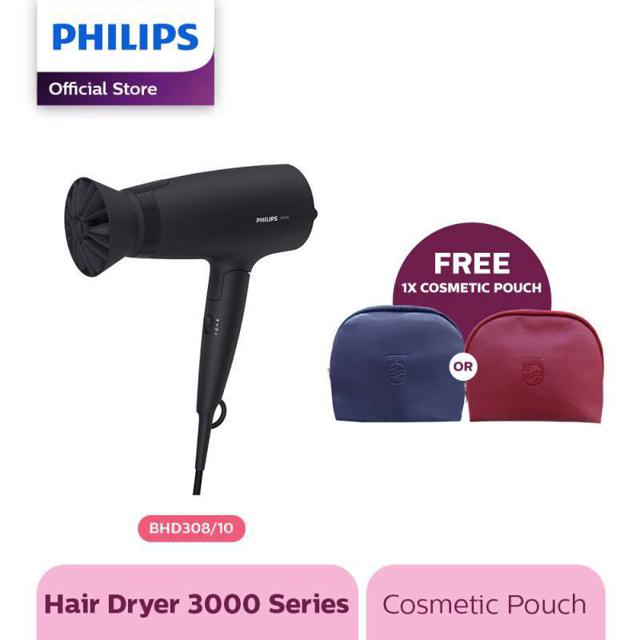 PHILIPS
Official Store
PHILIPS
FREE
1X COSMETIC POUCH
OR
BHD308/10
Hair Dryer 3000 Series
Cosmetic Pouch